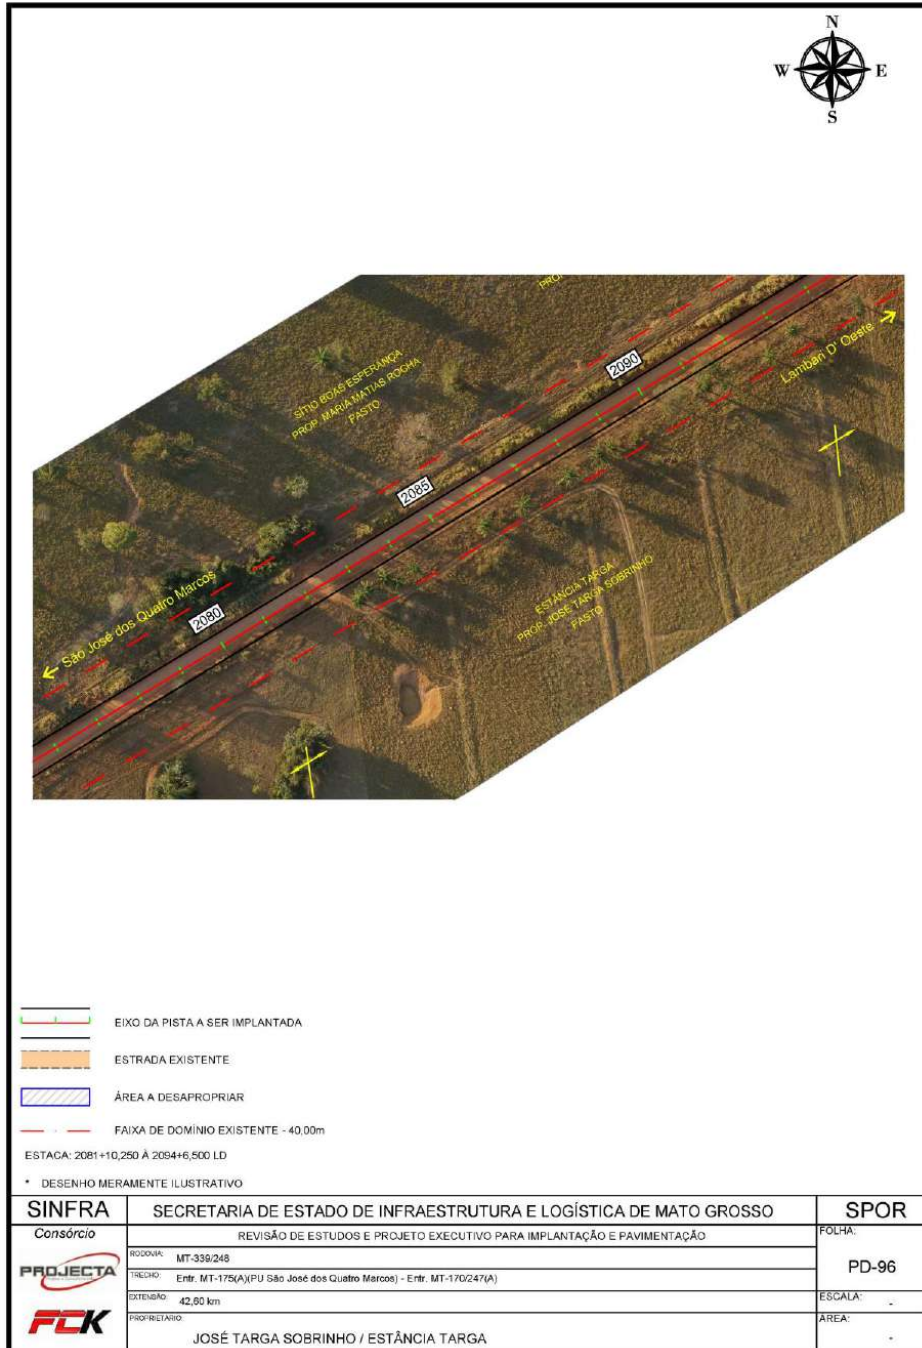 N
W E
S
PRO
Lambari D' Oeste
2090
SÍTIO BOAS ESPERANÇA
PROP. MARIA MATIAS ROCHA
PASTO
2085
ESTÂNCIA TARGA
PROP. JOSÉ TARGA SOBRINHO
PASTO
São José dos Quatro Marcos
2080
EIXO DA PISTA A SER IMPLANTADA
ESTRADA EXISTENTE
ÁREA A DESAPROPRIAR
FAIXA DE DOMÍNIO EXISTENTE - 40,00m
ESTACA: 2081+10,250 À 2094+6,500 LD
* DESENHO MERAMENTE ILUSTRATIVO
SINFRA
SECRETARIA DE ESTADO DE INFRAESTRUTURA E LOGÍSTICA DE MATO GROSSO
SPOR
Consórcio
REVISÃO DE ESTUDOS E PROJETO EXECUTIVO PARA IMPLANTAÇÃO E PAVIMENTAÇÃO
FOLHA:
PD-96
PROJECTA
RODOVIA: MT-339/248
TRECHO: Entr. MT-175(A)(PU São José dos Quatro Marcos) - Entr. MT-170/247(A)
EXTENSÃO: 42,60 km
ESCALA: -
FCK
PROPRIETÁRIO:
JOSÉ TARGA SOBRINHO / ESTÂNCIA TARGA
ÁREA:
-